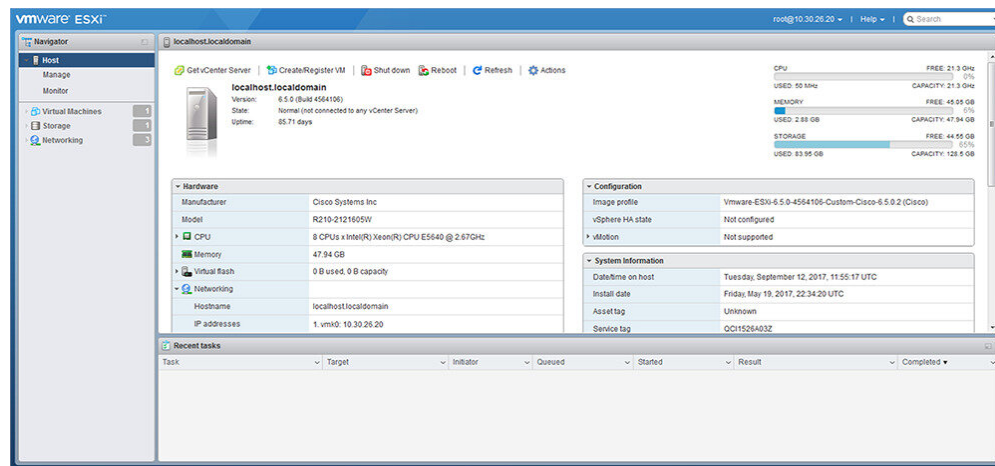 vmware ESXi™
root@10.30.26.20 | Help | Search
Navigator
Host
Manage
Monitor
Virtual Machines 1
Storage 1
Networking 3
localhost.localdomain
Get vCenter Server | Create/Register VM | Shut down Reboot | Refresh | Actions
localhost.localdomain
Version: 6.5.0 (Build 4564106)
State: Normal (not connected to any vCenter Server)
Uptime: 85.71 days
CPU FREE: 21.3 GHz
0%
USED: 50 MHz CAPACITY: 21.3 GHz
MEMORY FREE: 45.05 GB
6%
USED: 2.88 GB CAPACITY: 47.94 GB
STORAGE FREE: 44.55 GB
65%
USED: 83.95 GB CAPACITY: 128.5 GB
Hardware
Manufacturer Cisco Systems Inc
Model R210-2121605W
CPU 8 CPUs x Intel(R) Xeon(R) CPU E5640 @ 2.67GHz
Memory 47.94 GB
Virtual flash 0 B used, 0 B capacity
Networking
Hostname localhost.localdomain
IP addresses 1. vmk0: 10.30.26.20
Configuration
Image profile Vmware-ESXi-6.5.0-4564106-Custom-Cisco-6.5.0.2 (Cisco)
vSphere HA state Not configured
vMotion Not supported
System Information
Date/time on host Tuesday, September 12, 2017, 11:55:17 UTC
Install date Friday, May 19, 2017, 22:34:20 UTC
Asset tag Unknown
Service tag QCI1526A03Z
Recent tasks
Task Target Initiator Queued Started Result Completed